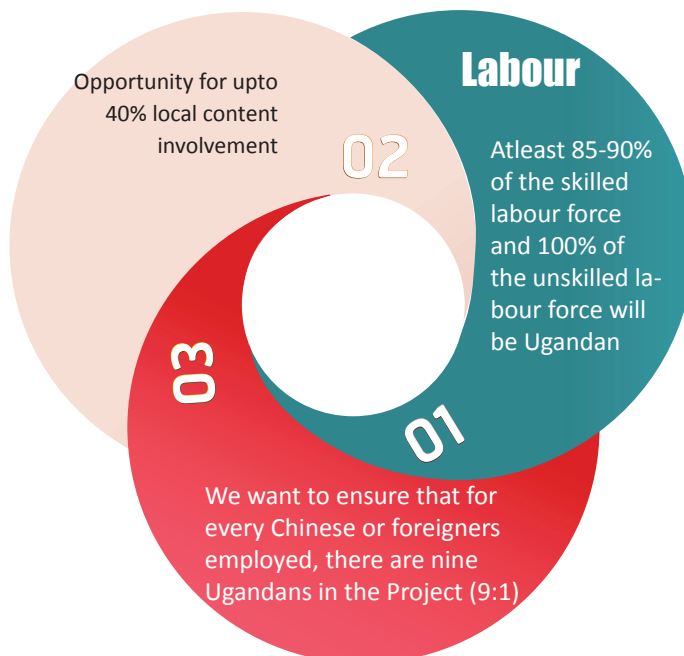 Labour
01
Atleast 85-90%
of the skilled
labour force
and 100% of
the unskilled la-
bour force will
be Ugandan
02
Opportunity for upto
40% local content
involvement
03
We want to ensure that for
every Chinese or foreigners
employed, there are nine
Ugandans in the Project (9:1)